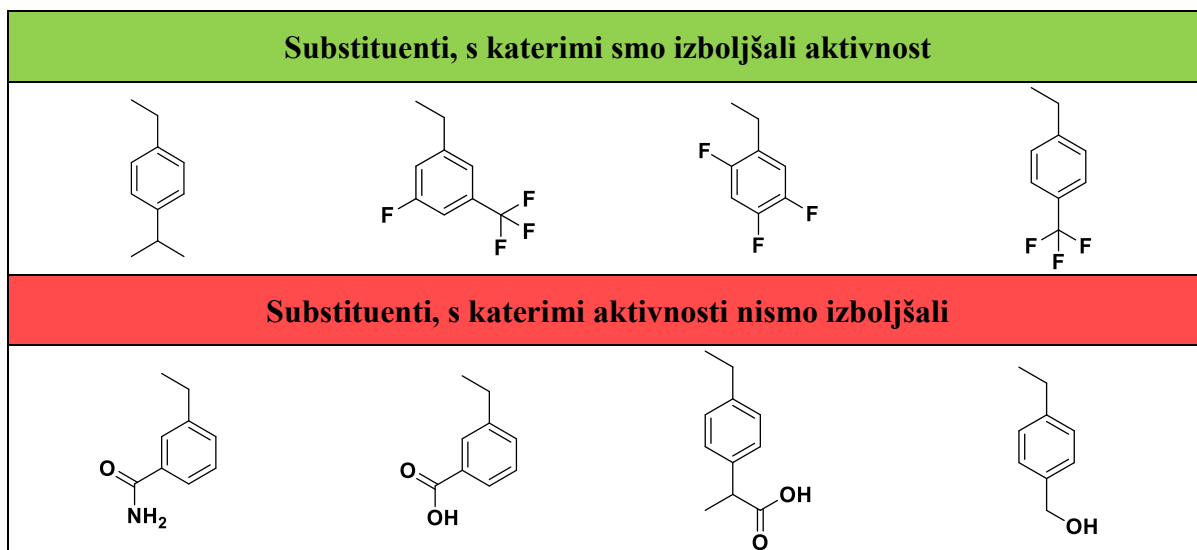 Substituenti, s katerimi smo izboljšali aktivnost
F
F
F
F
F
F
F
F
F
F
Substituenti, s katerimi aktivnosti nismo izboljšali
O
NH₂
O
OH
OH
O
OH